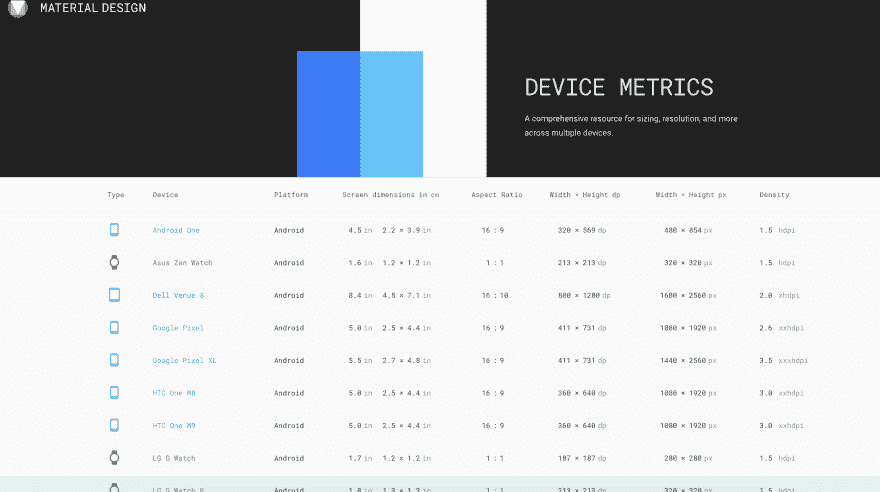 MATERIAL DESIGN
DEVICE METRICS
A comprehensive resource for sizing, resolution, and more
across multiple devices.
Type Device Platform Screen dimensions in cm Aspect Ratio Width × Height dp Width × Height px Density
Android One Android 4.5 in 2.2 × 3.9 in 16 : 9 320 × 569 dp 480 × 854 px 1.5 hdpi
Asus Zen Watch Android 1.6 in 1.2 × 1.2 in 1 : 1 213 × 213 dp 320 × 320 px 1.5 hdpi
Dell Venue 8 Android 8.4 in 4.5 × 7.1 in 16 : 10 800 × 1280 dp 1600 × 2560 px 2.0 xhdpi
Google Pixel Android 5.0 in 2.5 × 4.4 in 16 : 9 411 × 731 dp 1080 × 1920 px 2.6 xxhdpi
Google Pixel XL Android 5.5 in 2.7 × 4.8 in 16 : 9 411 × 731 dp 1440 × 2560 px 3.5 xxxhdpi
HTC One M8 Android 5.0 in 2.5 × 4.4 in 16 : 9 360 × 640 dp 1080 × 1920 px 3.0 xxhdpi
HTC One M9 Android 5.0 in 2.5 × 4.4 in 16 : 9 360 × 640 dp 1080 × 1920 px 3.0 xxhdpi
LG G Watch Android 1.7 in 1.2 × 1.2 in 1 : 1 187 × 187 dp 280 × 280 px 1.5 hdpi
LG G Watch R Android 1.8 in 1.3 × 1.3 in 1 : 1 213 × 213 dp 320 × 320 px 1.5 hdpi